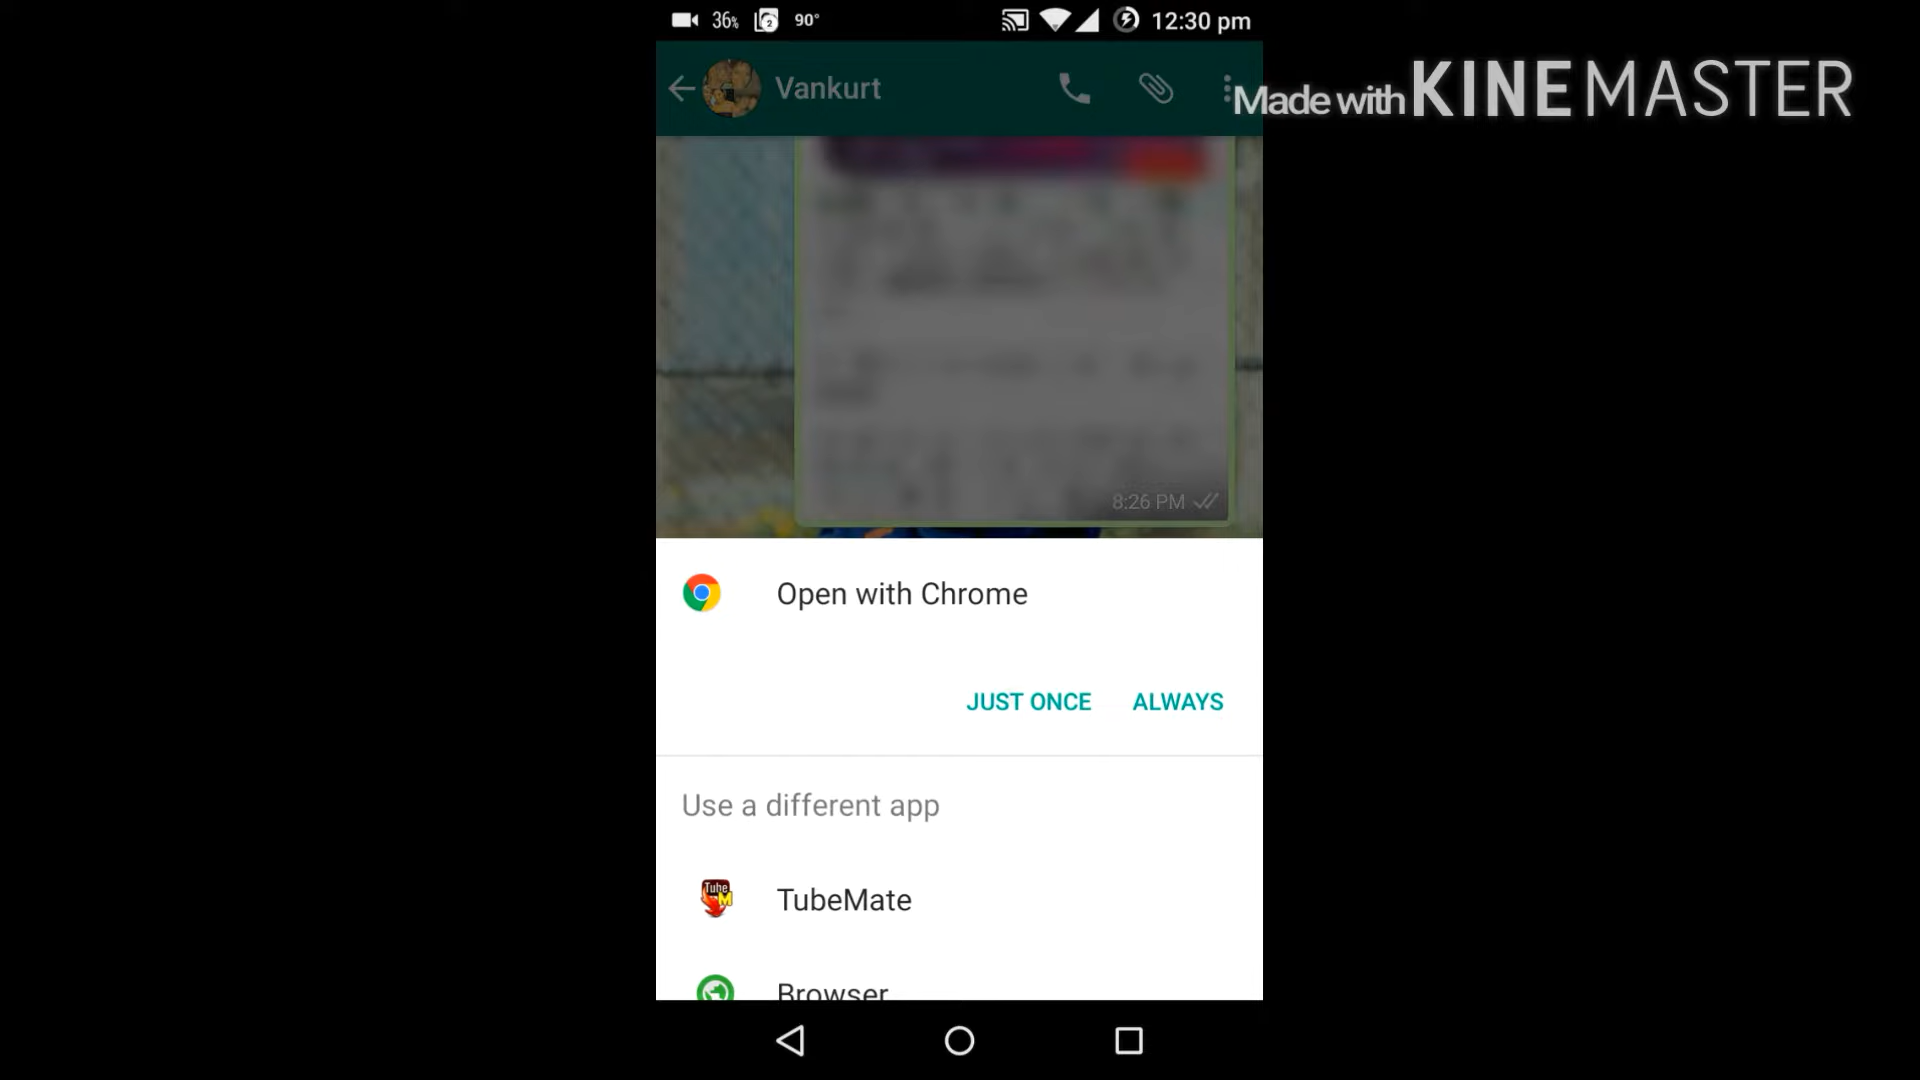 36% 2 90° 12:30 pm
Vankurt
Made with KINEMASTER
8:26 PM
Open with Chrome
JUST ONCE ALWAYS
Use a different app
TubeMate
Browser